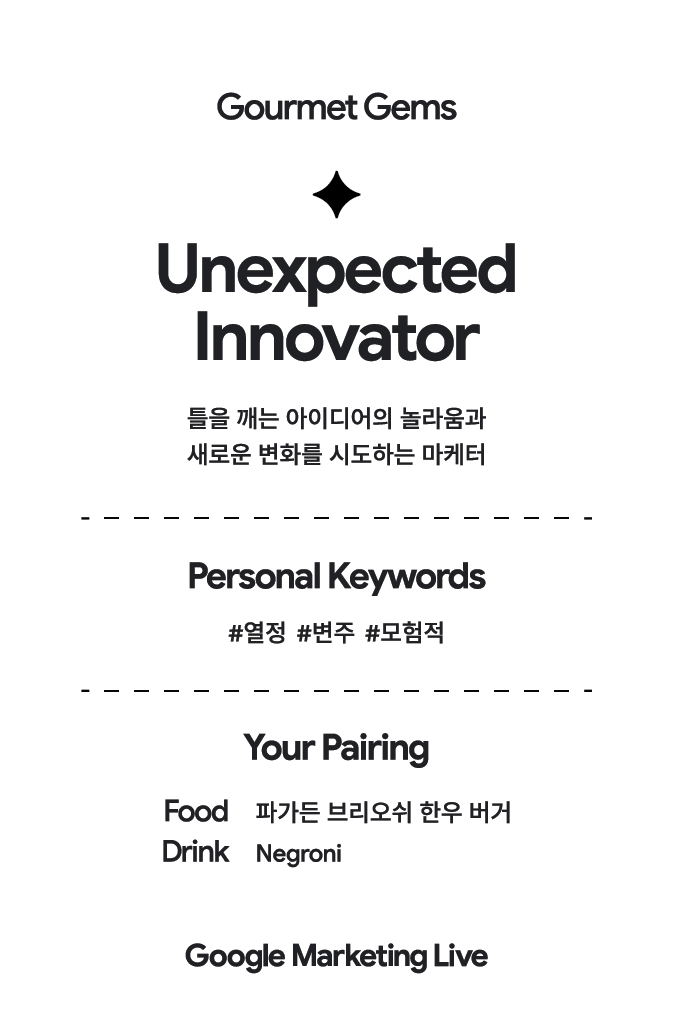 Gourmet Gems
Unexpected
Innovator
틀을 깨는 아이디어의 놀라움과
새로운 변화를 시도하는 마케터
Personal Keywords
#열정 #변주 #모험적
Your Pairing
Food 파가든 브리오쉬 한우 버거
Drink Negroni
Google Marketing Live